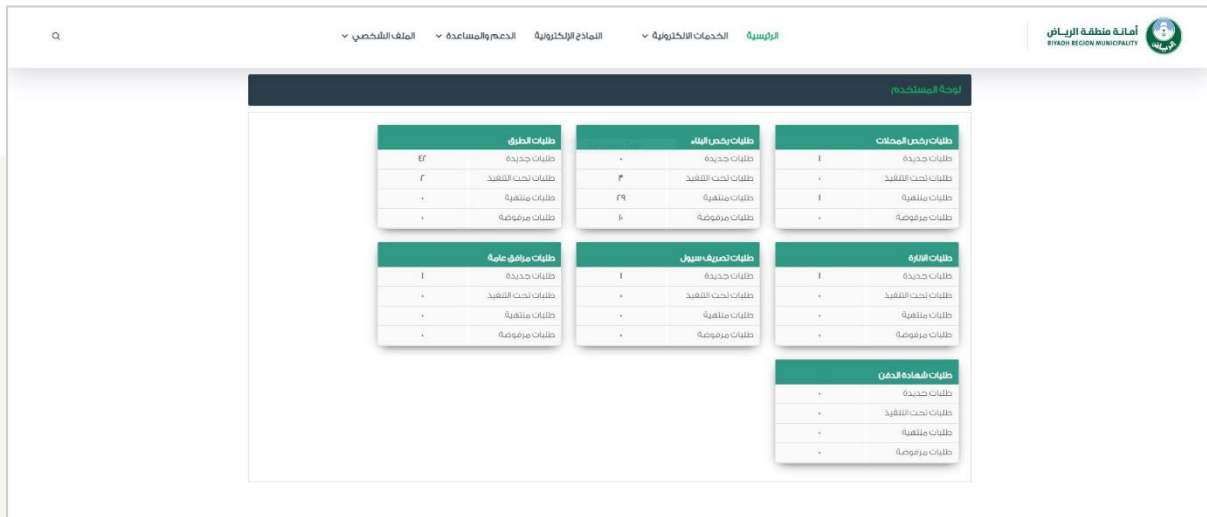 أمانة منطقة الرياض
RIYADH REGION MUNICIPALITY
الرئيسية الخدمات الالكترونية النماذج الإلكترونية الدعم والمساعدة الملف الشخصي
لوحة المستخدم
طلبات رخص المحلات
طلبات جديدة ١
طلبات تحت التنفيذ ٠
طلبات منتهية ١
طلبات مرفوضة ٠
طلبات رخص البناء
طلبات جديدة ٠
طلبات تحت التنفيذ ٣
طلبات منتهية ٢٩
طلبات مرفوضة ١٠
طلبات الطرق
طلبات جديدة ٤٢
طلبات تحت التنفيذ ٢
طلبات منتهية ٠
طلبات مرفوضة ٠
طلبات الانارة
طلبات جديدة ١
طلبات تحت التنفيذ ٠
طلبات منتهية ٠
طلبات مرفوضة ٠
طلبات تصريف سيول
طلبات جديدة ١
طلبات تحت التنفيذ ٠
طلبات منتهية ٠
طلبات مرفوضة ٠
طلبات مرافق عامة
طلبات جديدة ١
طلبات تحت التنفيذ ٠
طلبات منتهية ٠
طلبات مرفوضة ٠
طلبات شهادة الدفن
طلبات جديدة ٠
طلبات تحت التنفيذ ٠
طلبات منتهية ٠
طلبات مرفوضة ٠